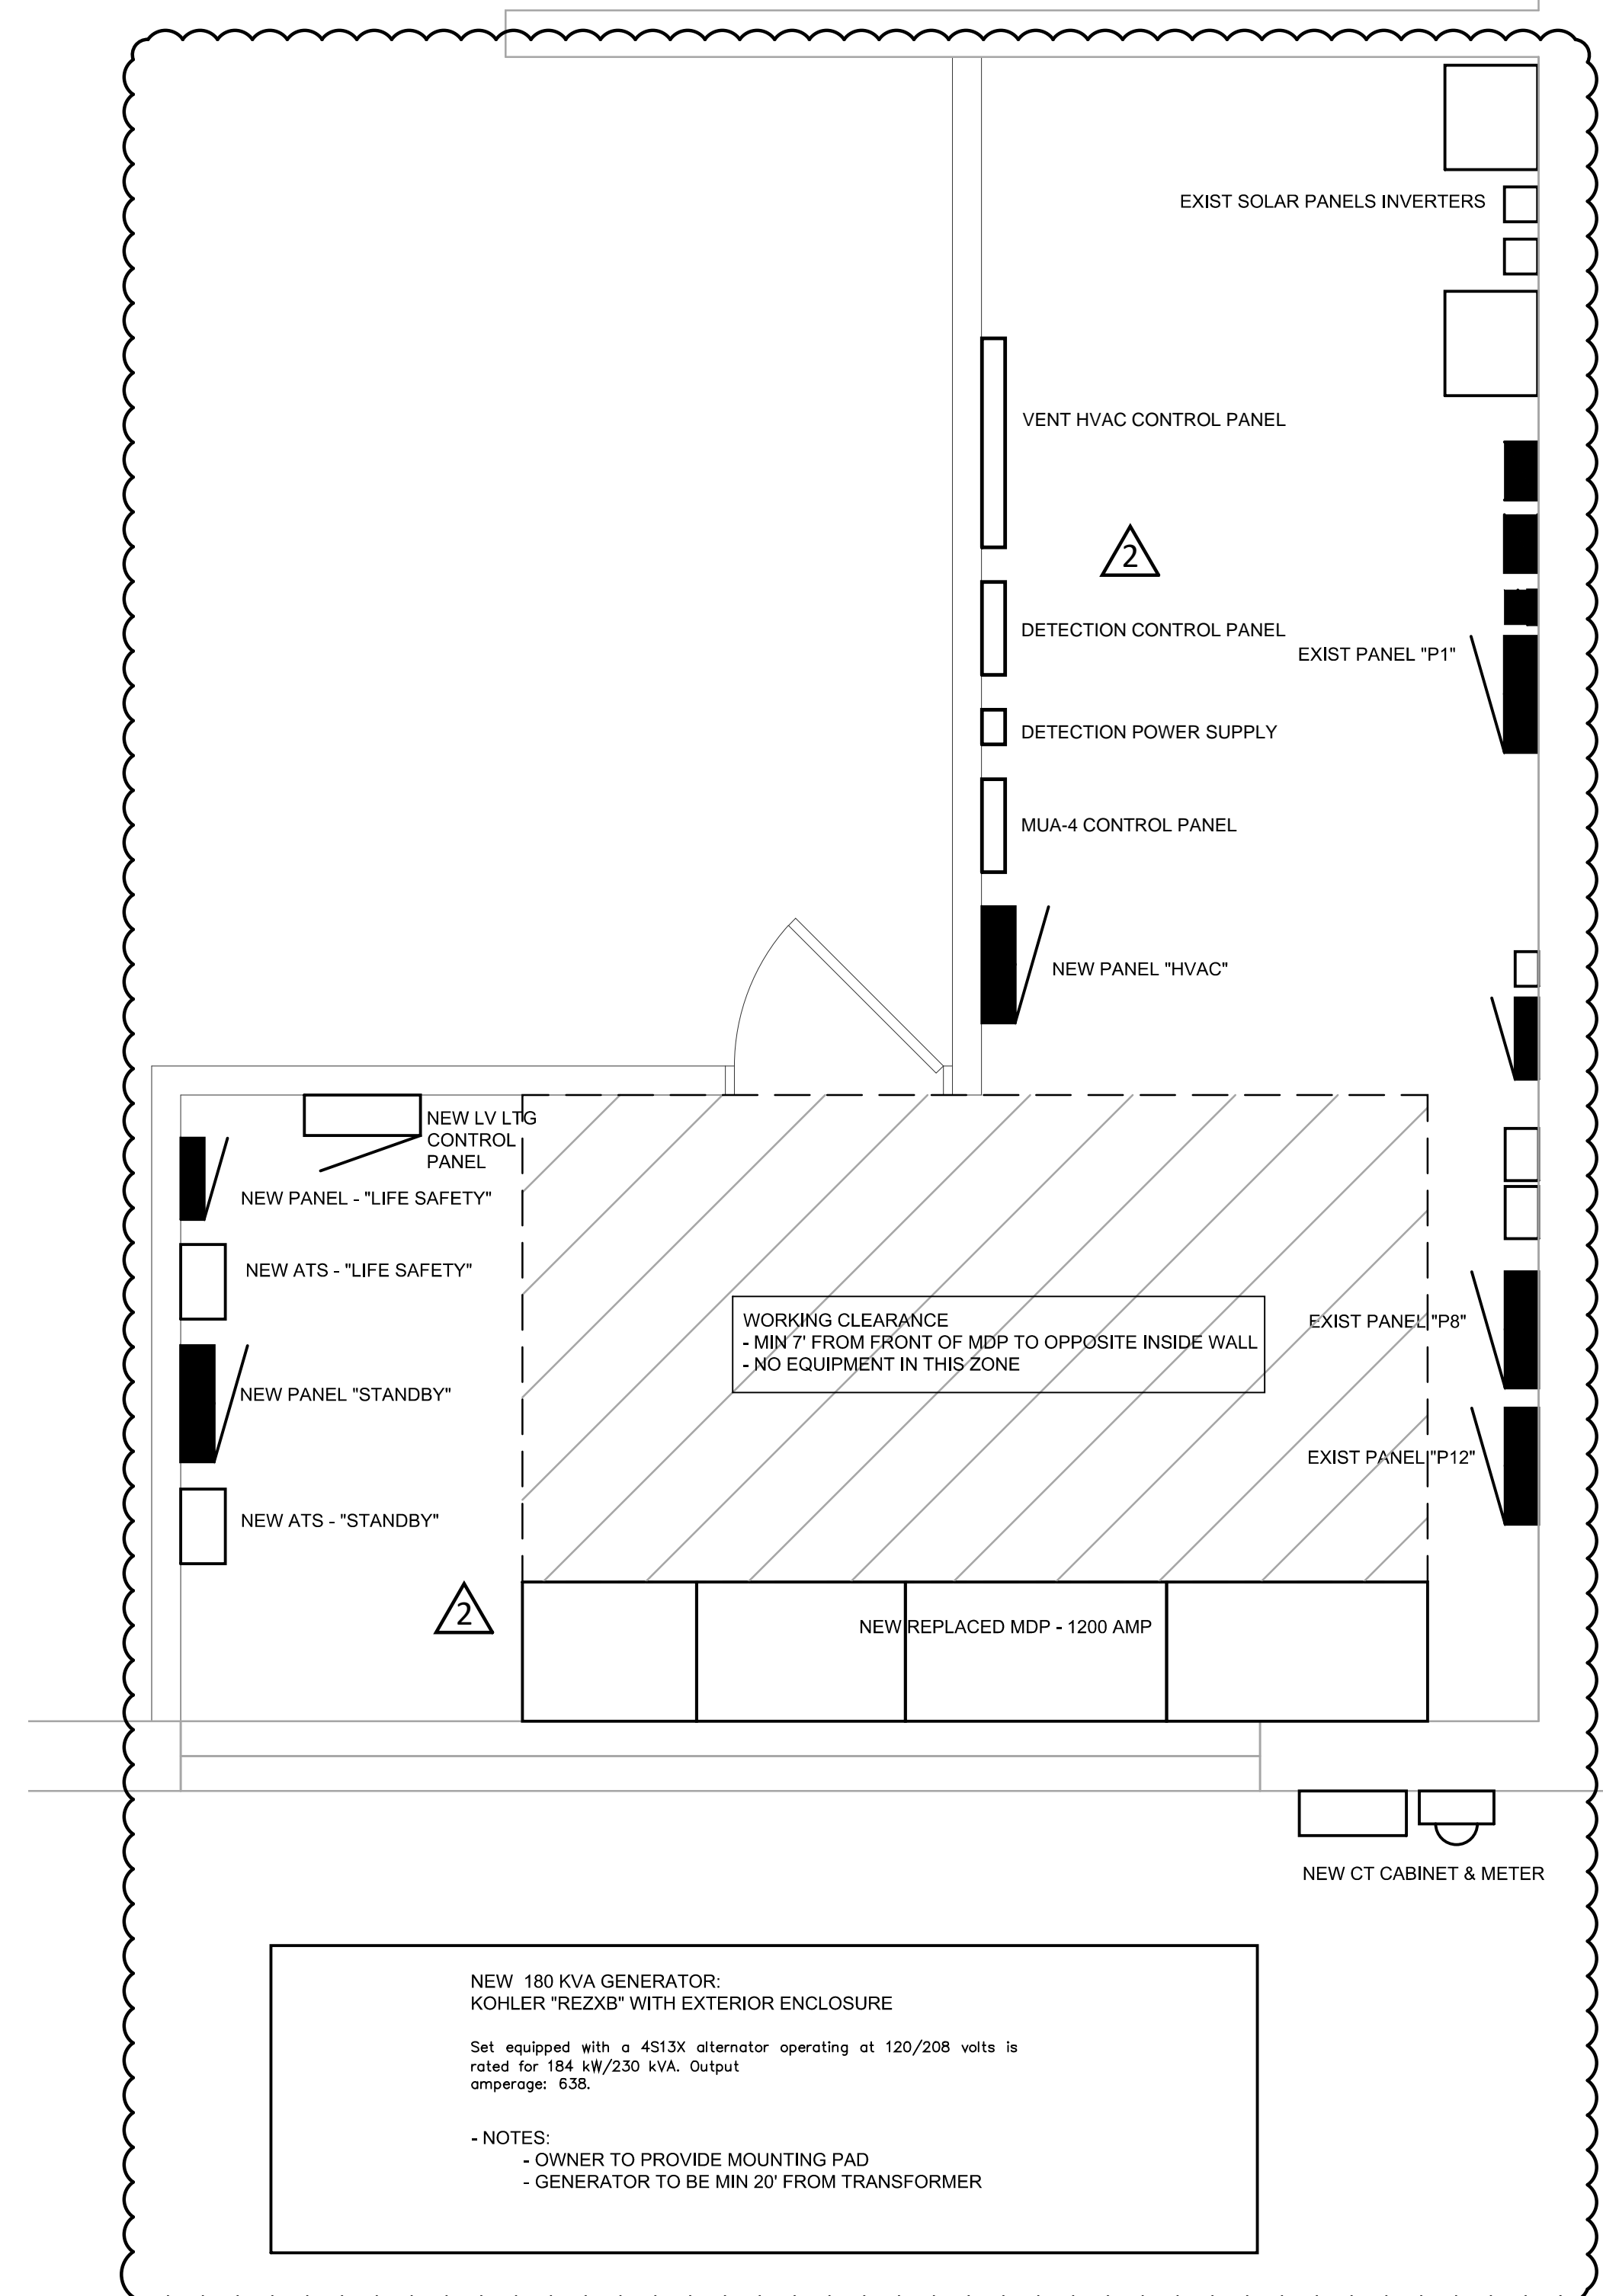 EXIST SOLAR PANELS INVERTERS
VENT HVAC CONTROL PANEL
2
DETECTION CONTROL PANEL
EXIST PANEL "P1"
DETECTION POWER SUPPLY
MUA-4 CONTROL PANEL
NEW PANEL "HVAC"
NEW LV LTG
CONTROL
PANEL
NEW PANEL - "LIFE SAFETY"
NEW ATS - "LIFE SAFETY"
WORKING CLEARANCE
- MIN 7' FROM FRONT OF MDP TO OPPOSITE INSIDE WALL
- NO EQUIPMENT IN THIS ZONE
EXIST PANEL "P8"
NEW PANEL "STANDBY"
EXIST PANEL "P12"
NEW ATS - "STANDBY"
2
NEW REPLACED MDP - 1200 AMP
NEW CT CABINET & METER
NEW 180 KVA GENERATOR:
KOHLER "REZXB" WITH EXTERIOR ENCLOSURE
Set equipped with a 4S13X alternator operating at 120/208 volts is
rated for 184 kW/230 kVA. Output
amperage: 638.
- NOTES:
- OWNER TO PROVIDE MOUNTING PAD
- GENERATOR TO BE MIN 20' FROM TRANSFORMER